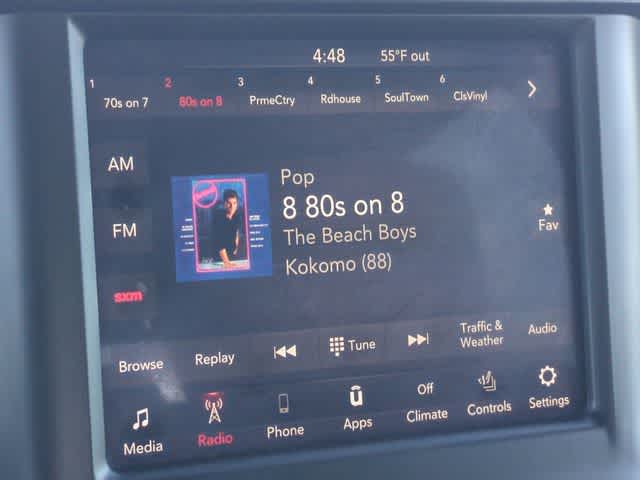 4:48 55°F out
1 2 3 4 5 6
70s on 7 80s on 8 PrmeCtry Rdhouse SoulTown ClsVinyl
AM
FM
sxm
Pop
8 80s on 8
The Beach Boys
Kokomo (88)
Fav
Browse Replay Tune Traffic & Weather Audio
Media Radio Phone Apps Off Climate Controls Settings